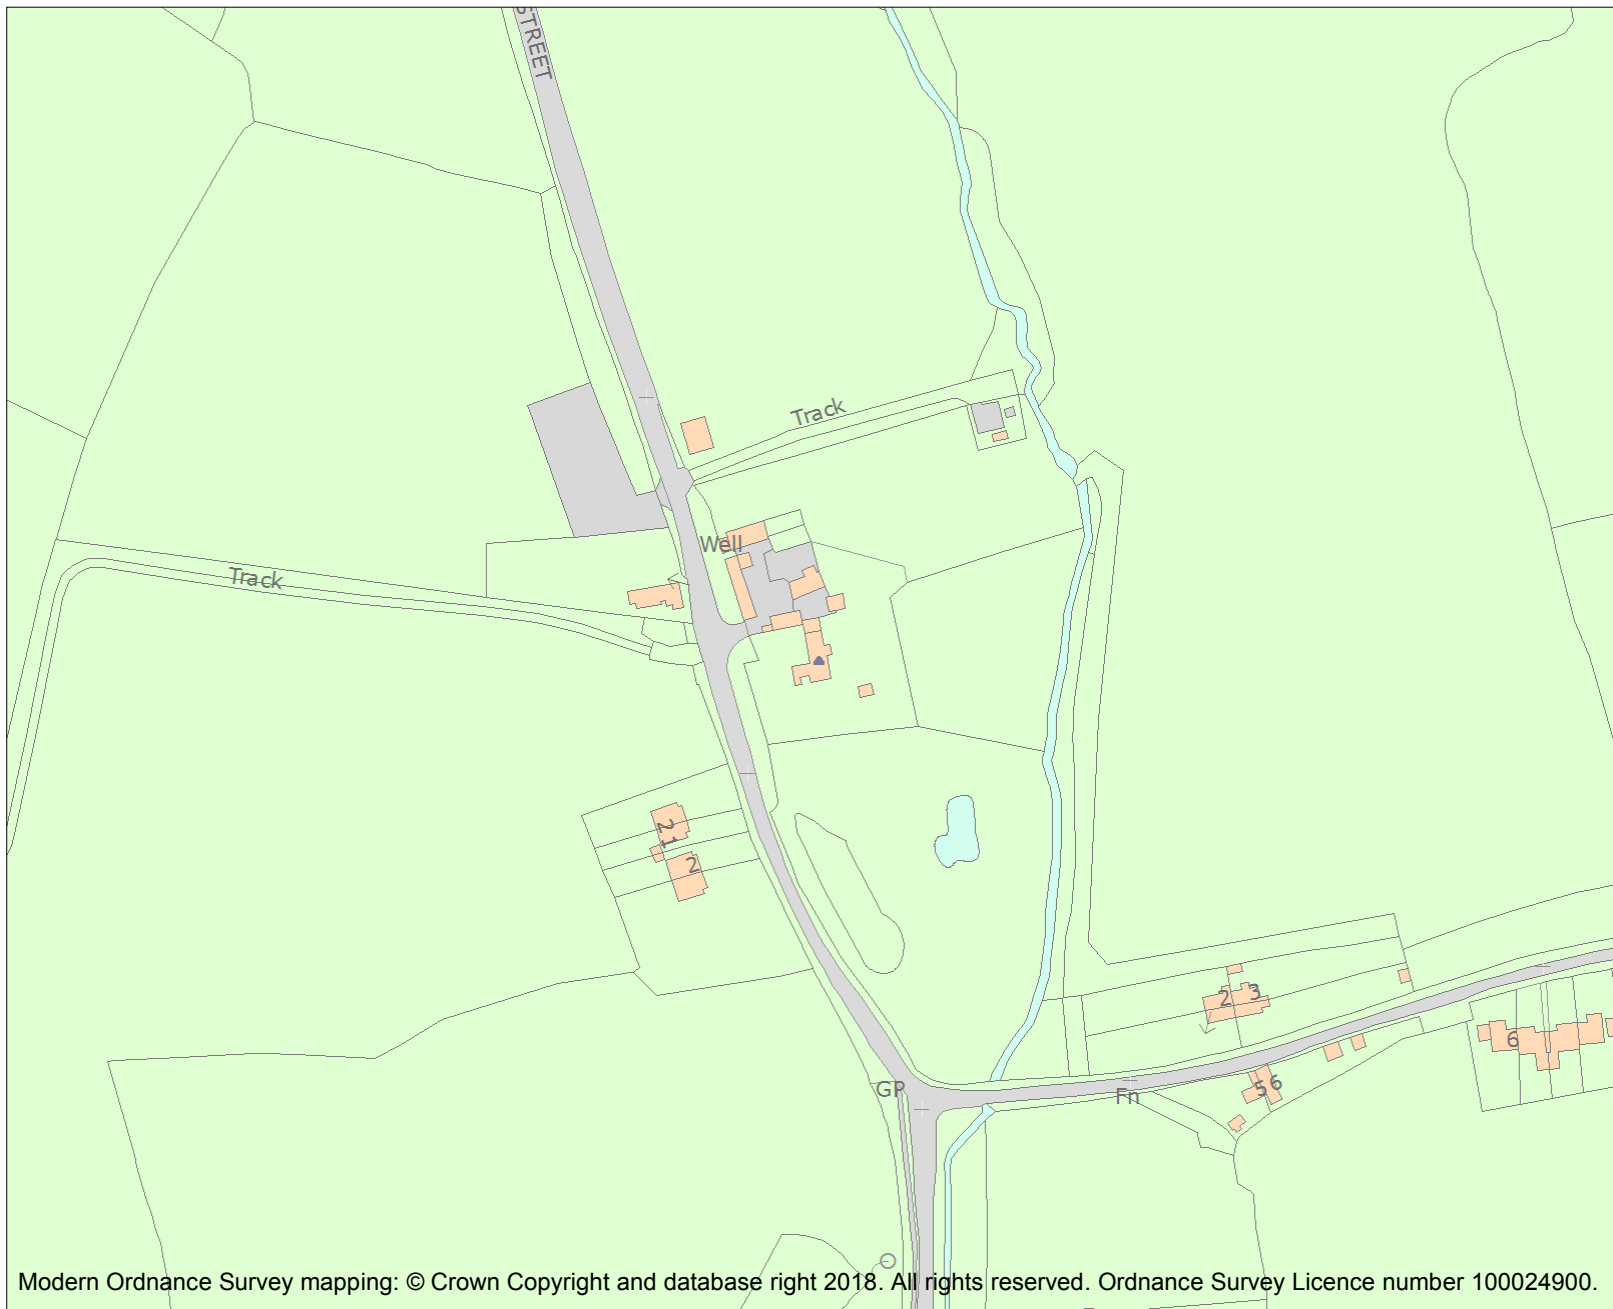 STREET
Track
Well
Track
2 1
2
2 3
6
5 6
GP
Fn
Modern Ordnance Survey mapping: © Crown Copyright and database right 2018. All rights reserved. Ordnance Survey Licence number 100024900.